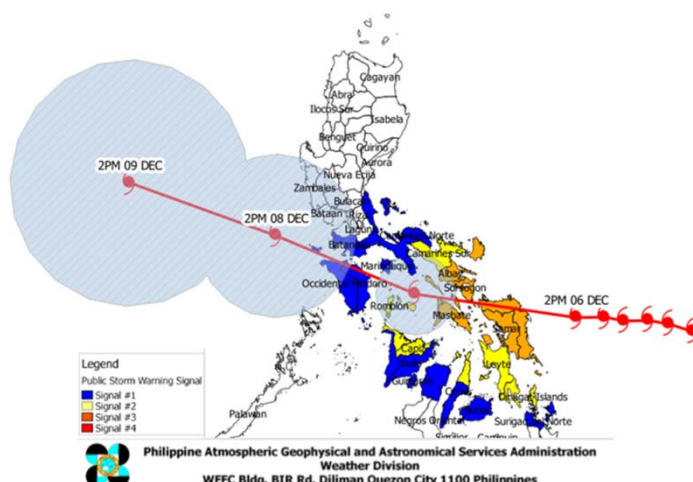 Cagayan
Abra
Ilocos Sur
Isabela
Benguet
Quirino
Aurora
Nueva Ecija
2PM 09 DEC
Zambales
Bulaca
2PM 08 DEC
Bataan
Rizal
Laguna
Norte
Batangas
Camarines Sur
Marinduque
Albay
Occidental Mindoro
Sorsogon
2PM 06 DEC
Romblon
Masbate
Samar
Legend
Public Storm Warning Signal
Capiz
Leyte
Signal #1
Signal #2
Dinagat Islands
Signal #3
Palawan
Negros Oriental
Surigao del Norte
Signal #4
Philippine Atmospheric Geophysical and Astronomical Services Administration
Weather Division
WFFC Bldg. BIR Rd. Diliman Quezon City 1100 Philippines